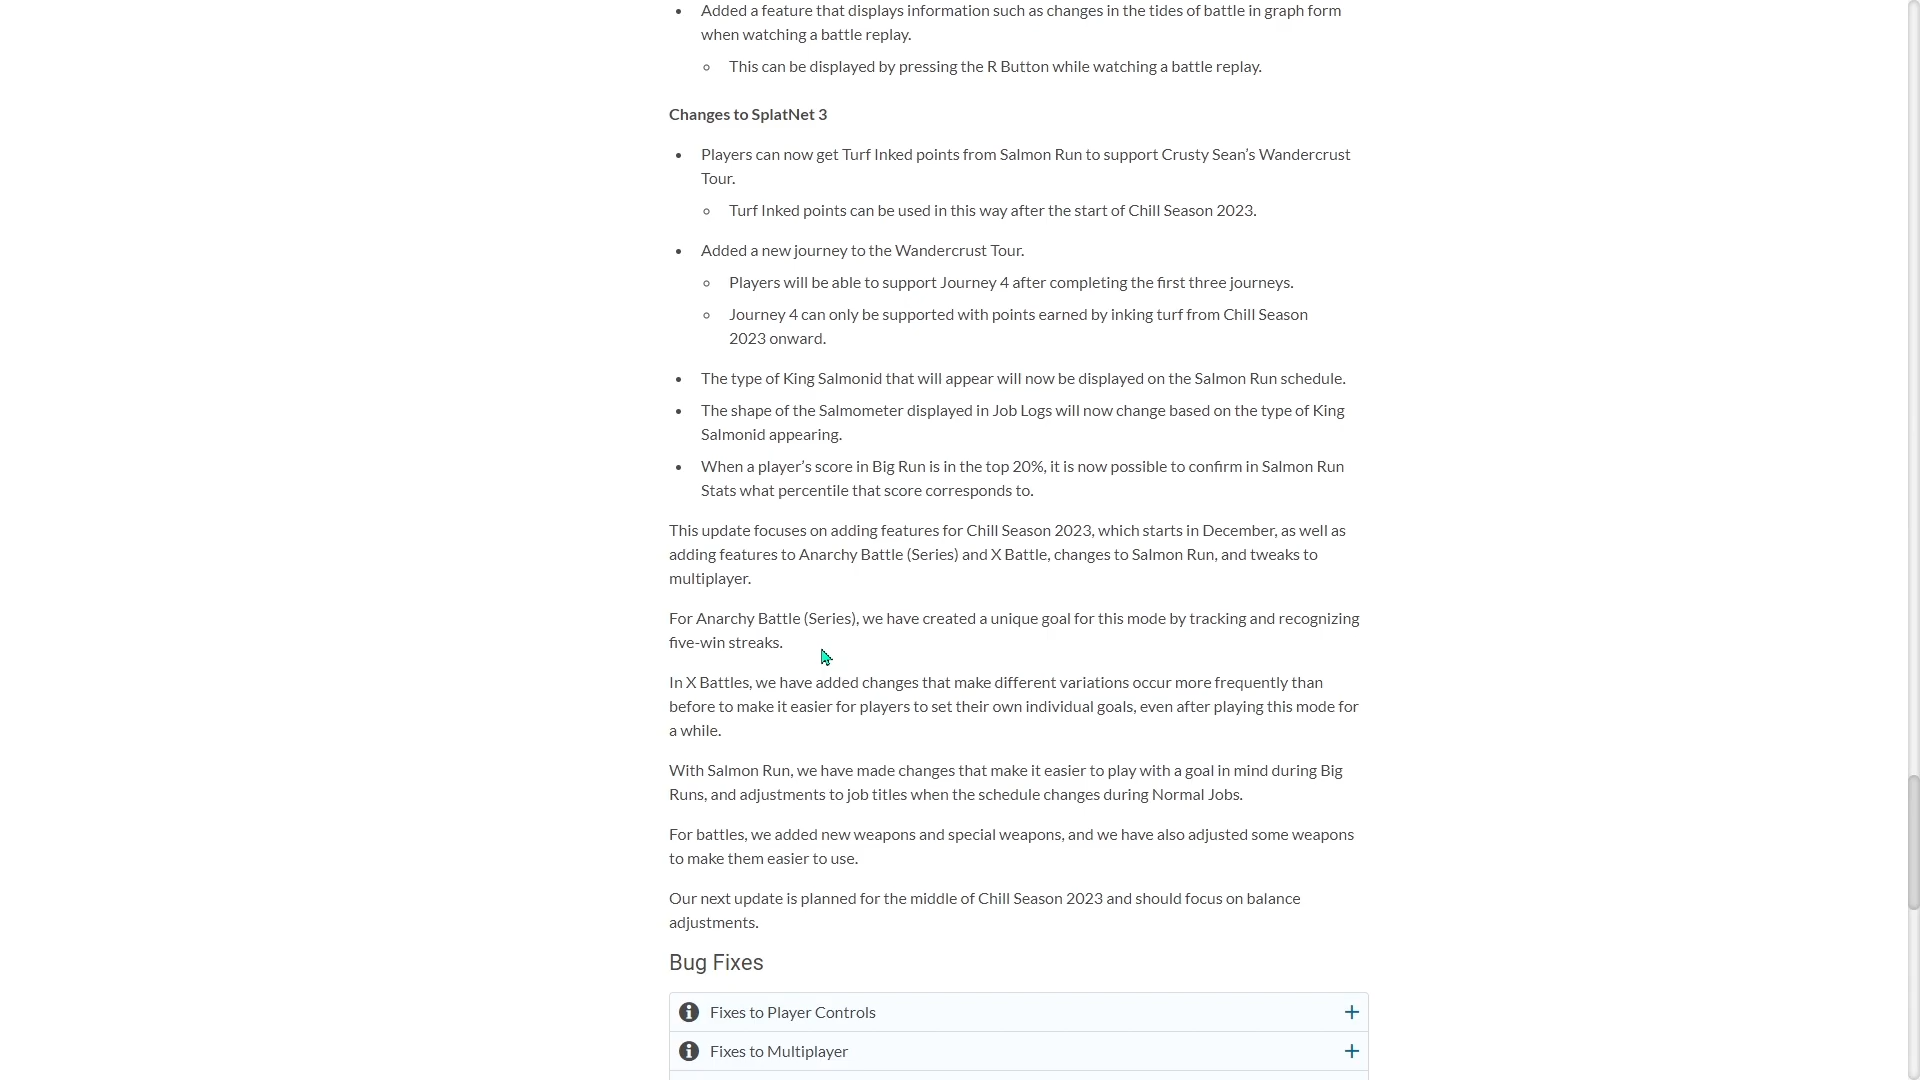 Added a feature that displays information such as changes in the tides of battle in graph form
when watching a battle replay.
This can be displayed by pressing the R Button while watching a battle replay.
Changes to SplatNet 3
Players can now get Turf Inked points from Salmon Run to support Crusty Sean’s Wandercrust
Tour.
Turf Inked points can be used in this way after the start of Chill Season 2023.
Added a new journey to the Wandercrust Tour.
Players will be able to support Journey 4 after completing the first three journeys.
Journey 4 can only be supported with points earned by inking turf from Chill Season
2023 onward.
The type of King Salmonid that will appear will now be displayed on the Salmon Run schedule.
The shape of the Salmometer displayed in Job Logs will now change based on the type of King
Salmonid appearing.
When a player’s score in Big Run is in the top 20%, it is now possible to confirm in Salmon Run
Stats what percentile that score corresponds to.
This update focuses on adding features for Chill Season 2023, which starts in December, as well as
adding features to Anarchy Battle (Series) and X Battle, changes to Salmon Run, and tweaks to
multiplayer.
For Anarchy Battle (Series), we have created a unique goal for this mode by tracking and recognizing
five-win streaks.
In X Battles, we have added changes that make different variations occur more frequently than
before to make it easier for players to set their own individual goals, even after playing this mode for
a while.
With Salmon Run, we have made changes that make it easier to play with a goal in mind during Big
Runs, and adjustments to job titles when the schedule changes during Normal Jobs.
For battles, we added new weapons and special weapons, and we have also adjusted some weapons
to make them easier to use.
Our next update is planned for the middle of Chill Season 2023 and should focus on balance
adjustments.
Bug Fixes
Fixes to Player Controls
Fixes to Multiplayer